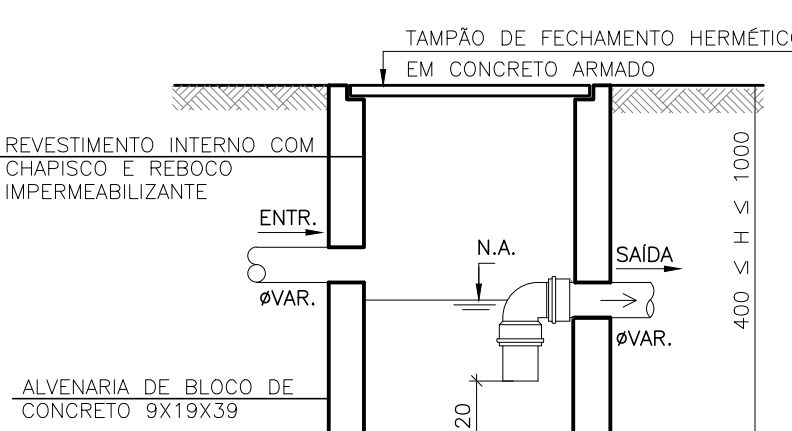 TAMPÃO DE FECHAMENTO HERMÉTICO
EM CONCRETO ARMADO
REVESTIMENTO INTERNO COM
CHAPISCO E REBOCO
IMPERMEABILIZANTE
ENTR.
N.A.
SAÍDA
øVAR.
øVAR.
400 ≤ H ≤ 1000
ALVENARIA DE BLOCO DE
CONCRETO 9X19X39
20